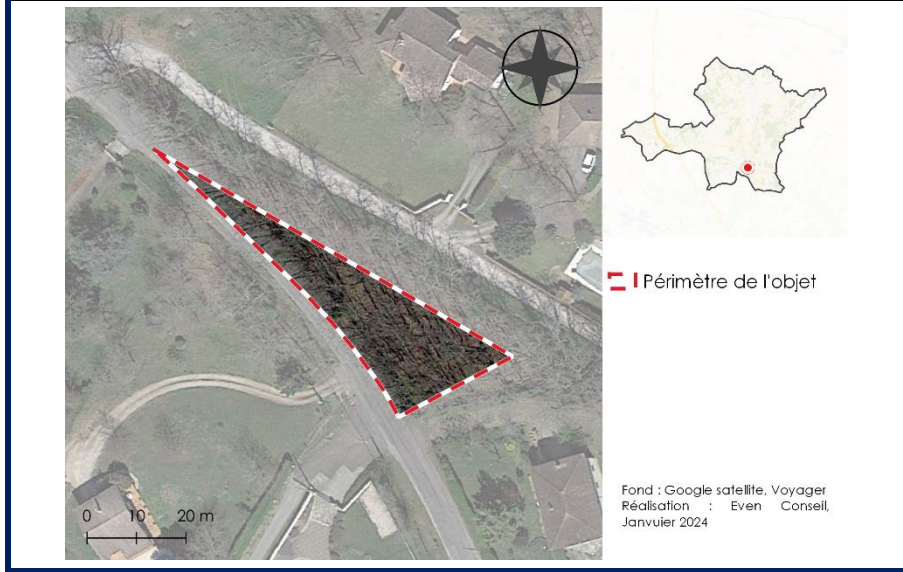 Périmètre de l'objet
Fond : Google satellite, Voyager
Réalisation : Even Conseil,
Janvuier 2024
0 10 20 m